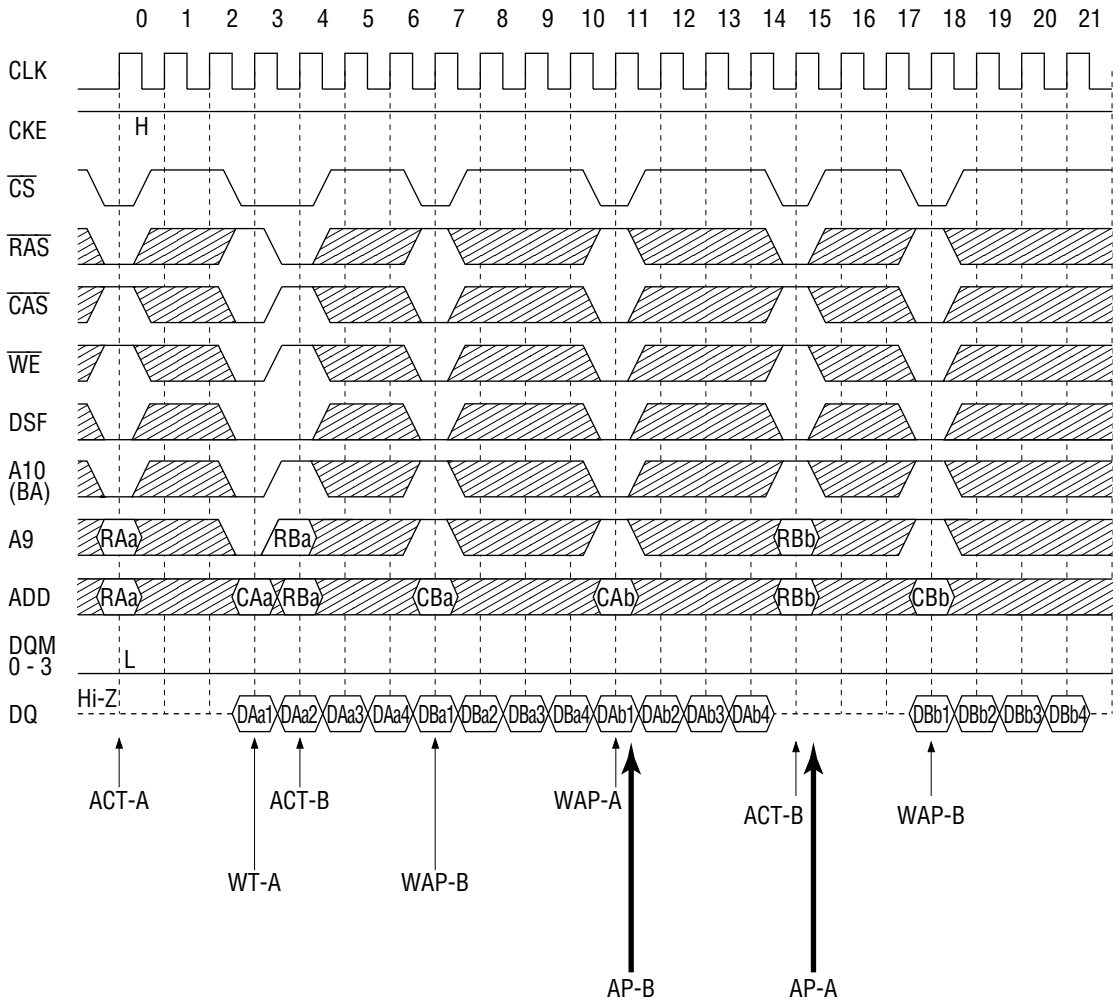 0 1 2 3 4 5 6 7 8 9 10 11 12 13 14 15 16 17 18 19 20 21
CLK
CKE H
CS
RAS
CAS
WE
DSF
A10
(BA)
A9 RAa RBa RBb
ADD RAa CAa RBa CBa CAb RBb CBb
DQM
0 - 3 L
DQ Hi-Z DAa1 DAa2 DAa3 DAa4 DBa1 DBa2 DBa3 DBa4 DAb1 DAb2 DAb3 DAb4 DBb1 DBb2 DBb3 DBb4
ACT-A ACT-B WAP-A ACT-B WAP-B
WT-A WAP-B
AP-B AP-A